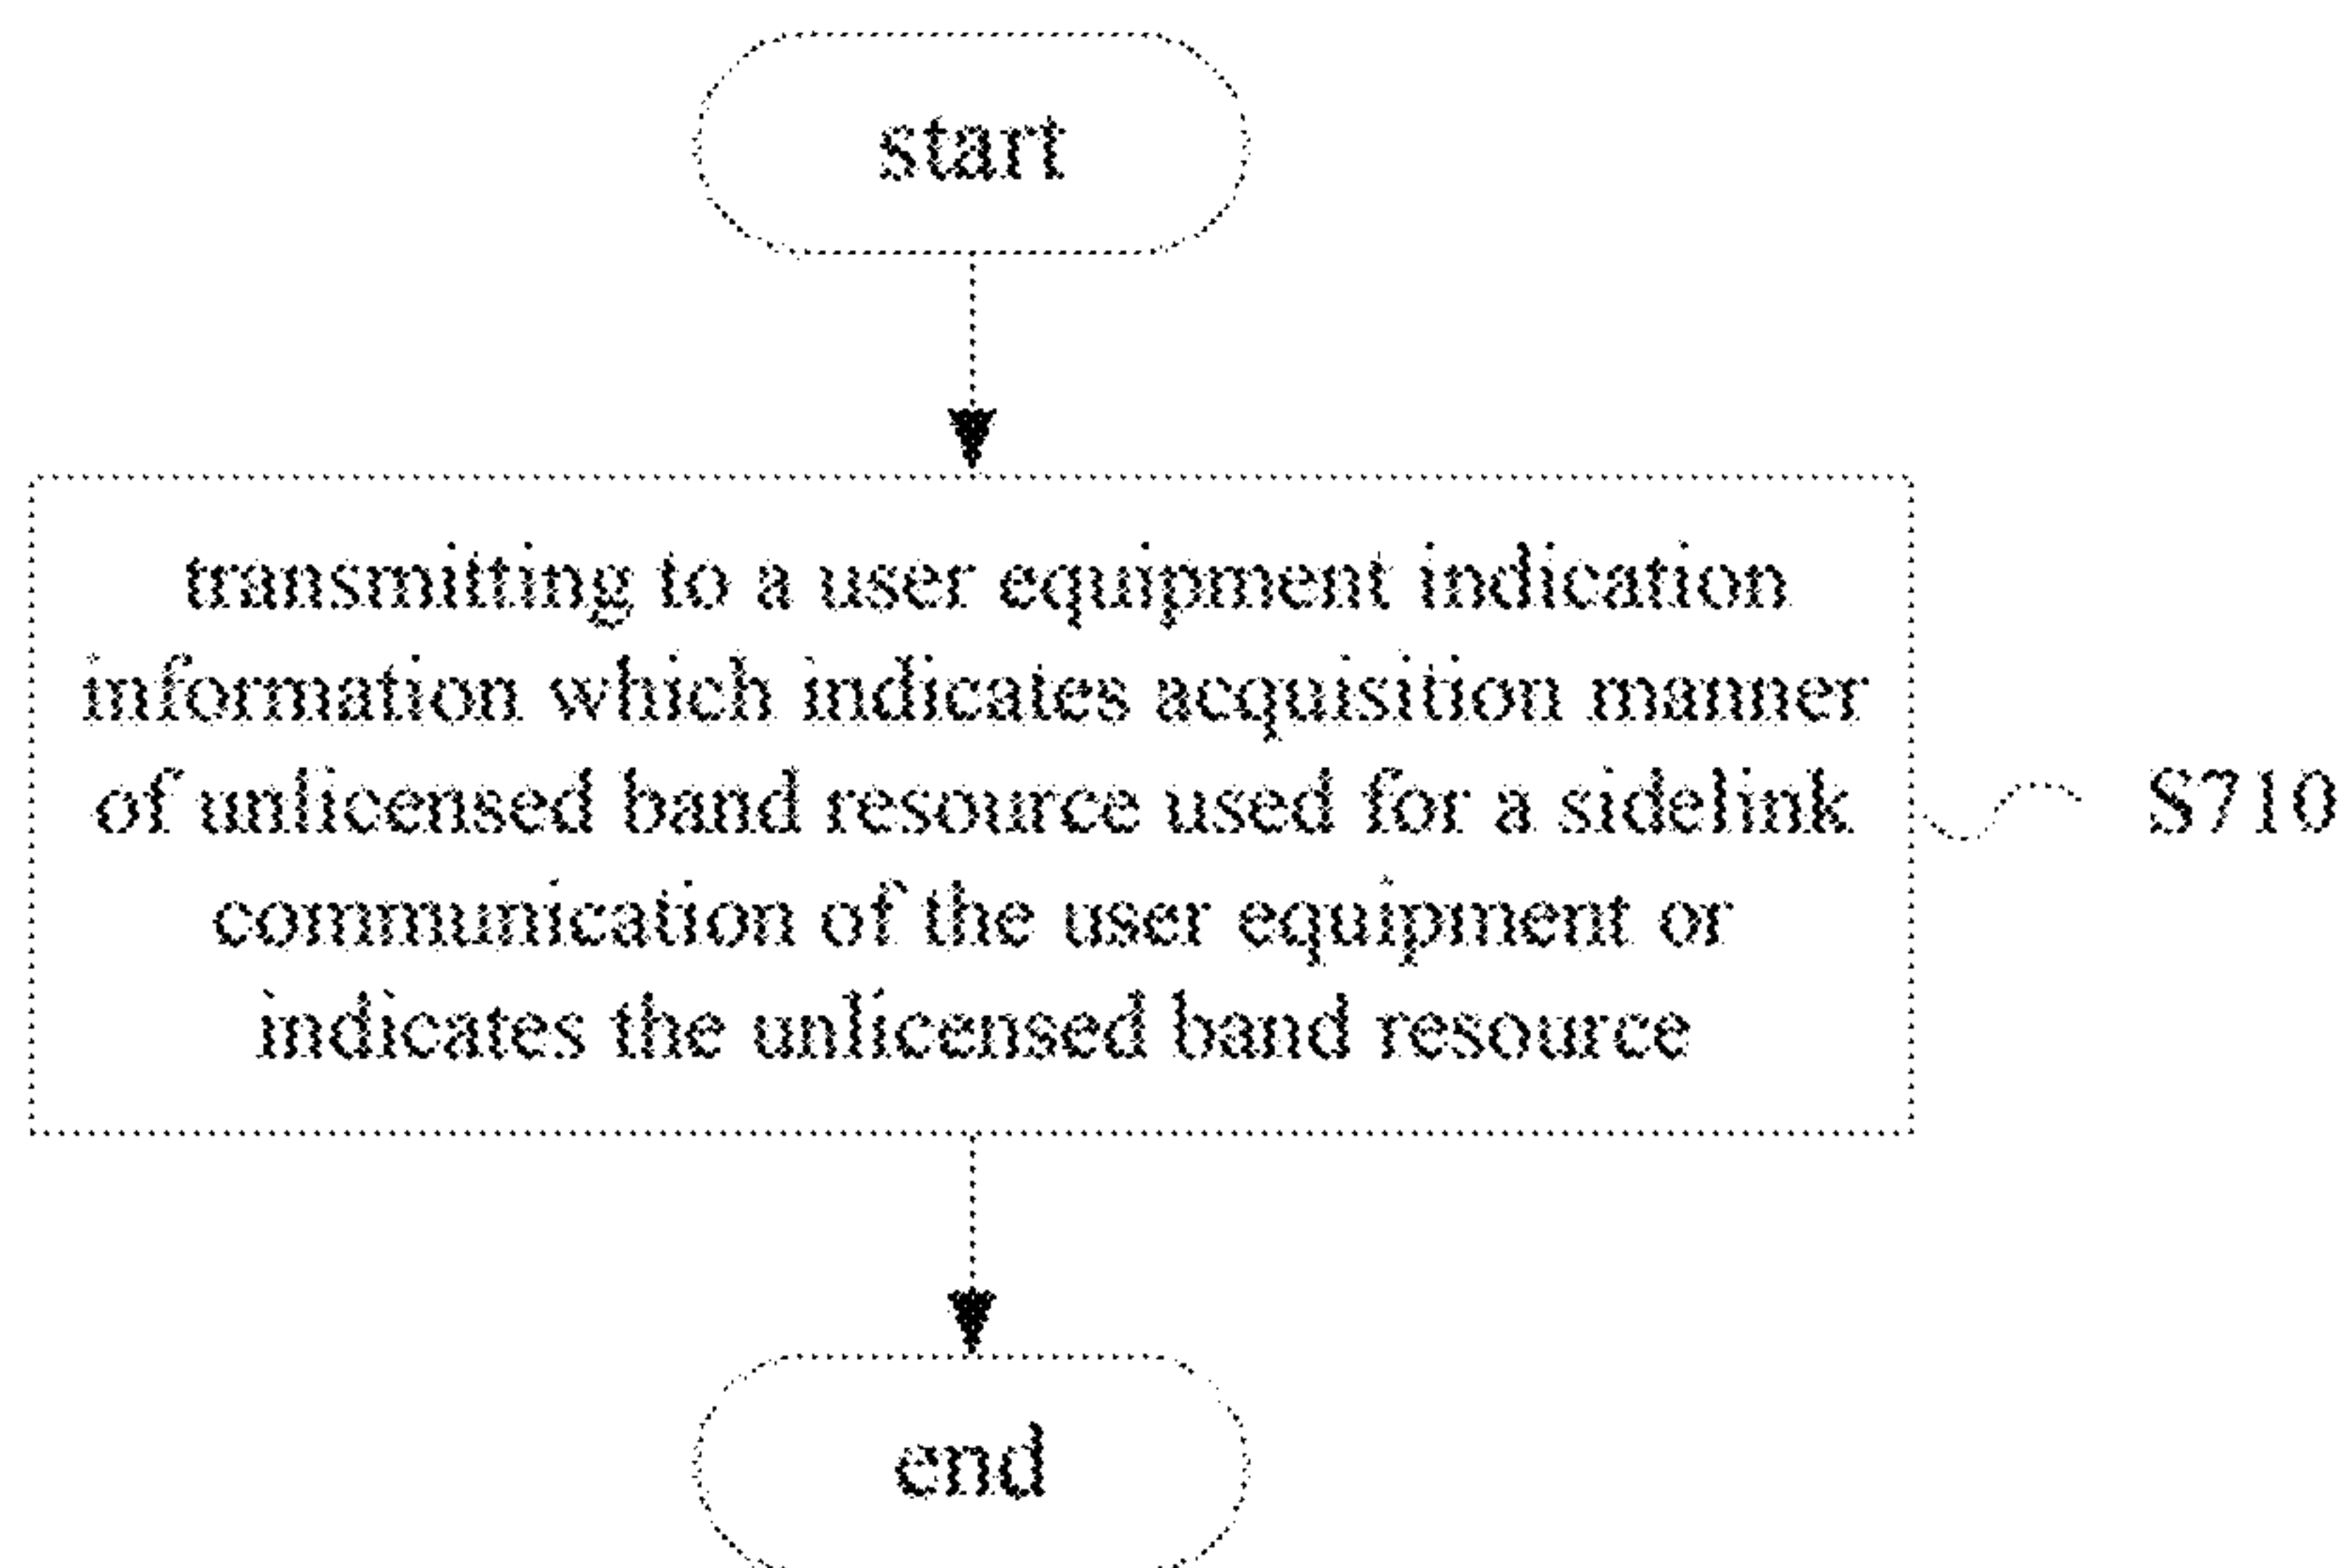 start
transmitting to a user equipment indication
information which indicates acquisition manner
of unlicensed band resource used for a sidelink
communication of the user equipment or
indicates the unlicensed band resource
S710
end